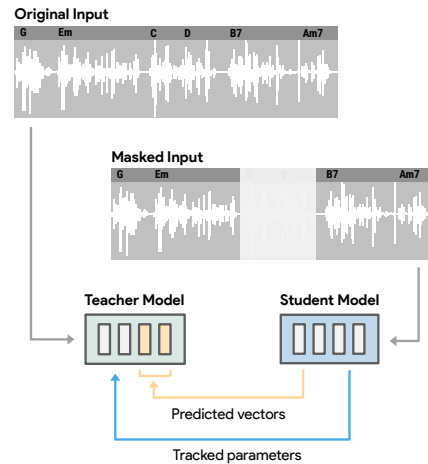 Original Input
G Em C D B7 Am7
Masked Input
G Em C D B7 Am7
Teacher Model Student Model
Predicted vectors
Tracked parameters